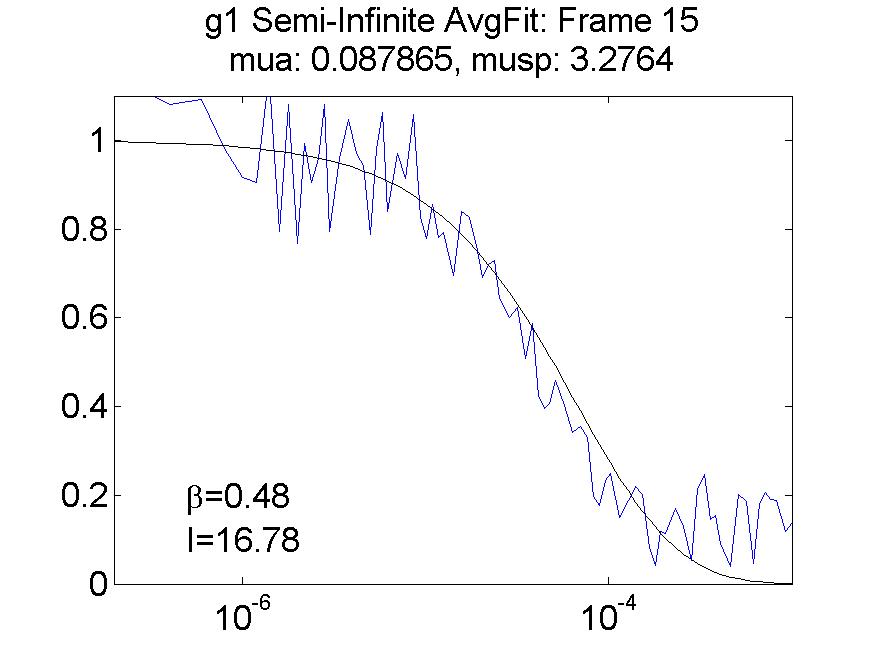 g1 Semi-Infinite AvgFit: Frame 15
mua: 0.087865, musp: 3.2764
1
0.8
0.6
0.4
0.2
0
β=0.48
I=16.78
10^-6
10^-4